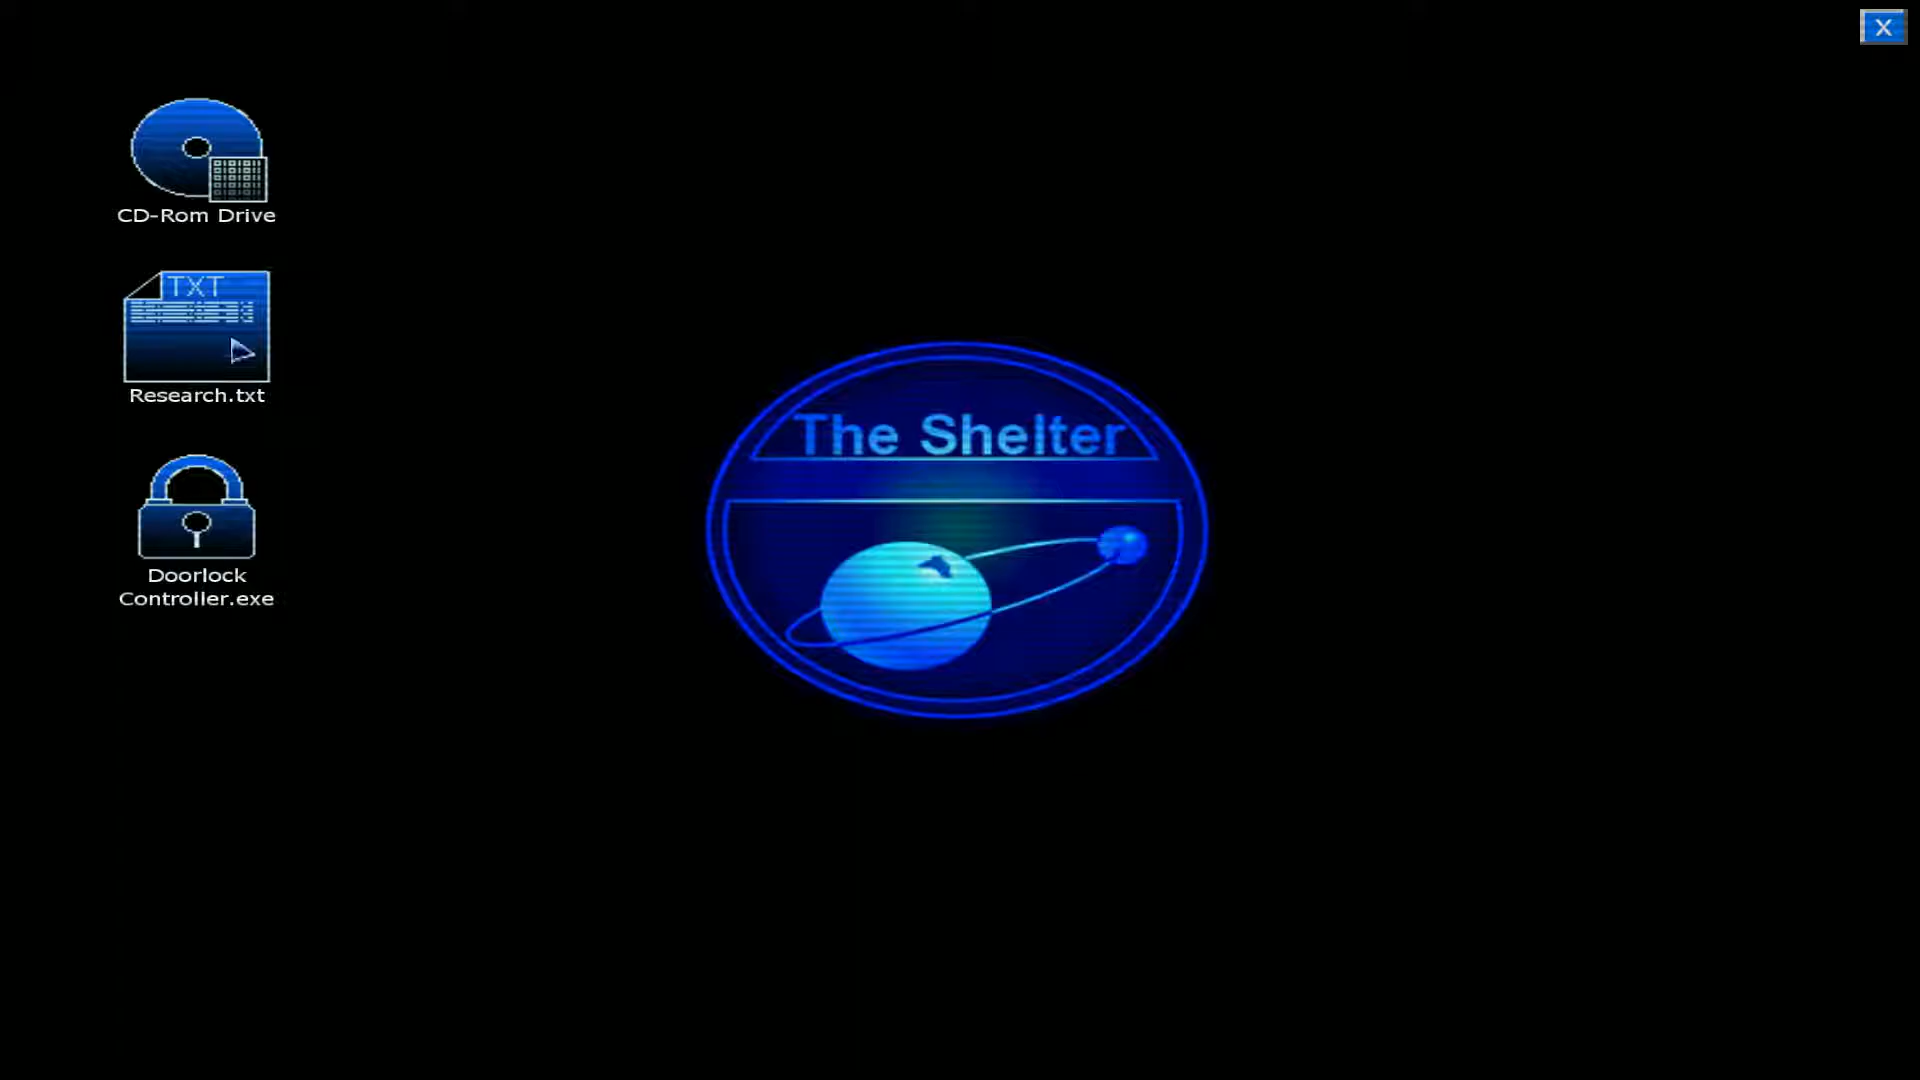 X
CD-Rom Drive
TXT
Research.txt
Doorlock
Controller.exe
The Shelter